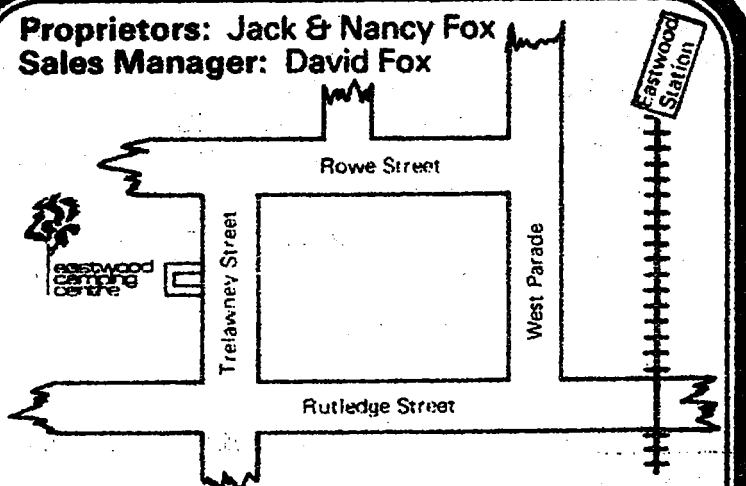 Proprietors: Jack & Nancy Fox
Sales Manager: David Fox
Eastwood
Station
Rowe Street
Trelawney Street
West Parade
eastwood
camping
centre
Rutledge Street